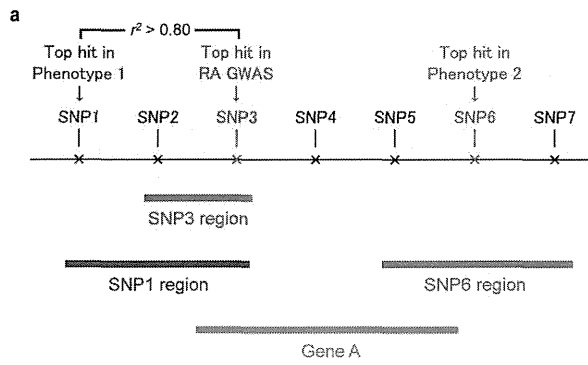 a
r² > 0.80
Top hit in Phenotype 1
Top hit in RA GWAS
Top hit in Phenotype 2
SNP1 SNP2 SNP3 SNP4 SNP5 SNP6 SNP7
SNP3 region
SNP1 region
SNP6 region
Gene A